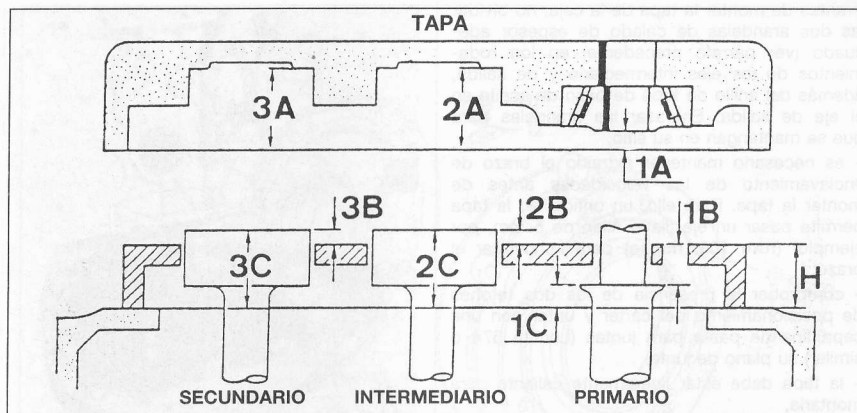 TAPA
3A 2A
1A
3B 2B 1B
3C 2C H
1C
SECUNDARIO INTERMEDIARIO PRIMARIO